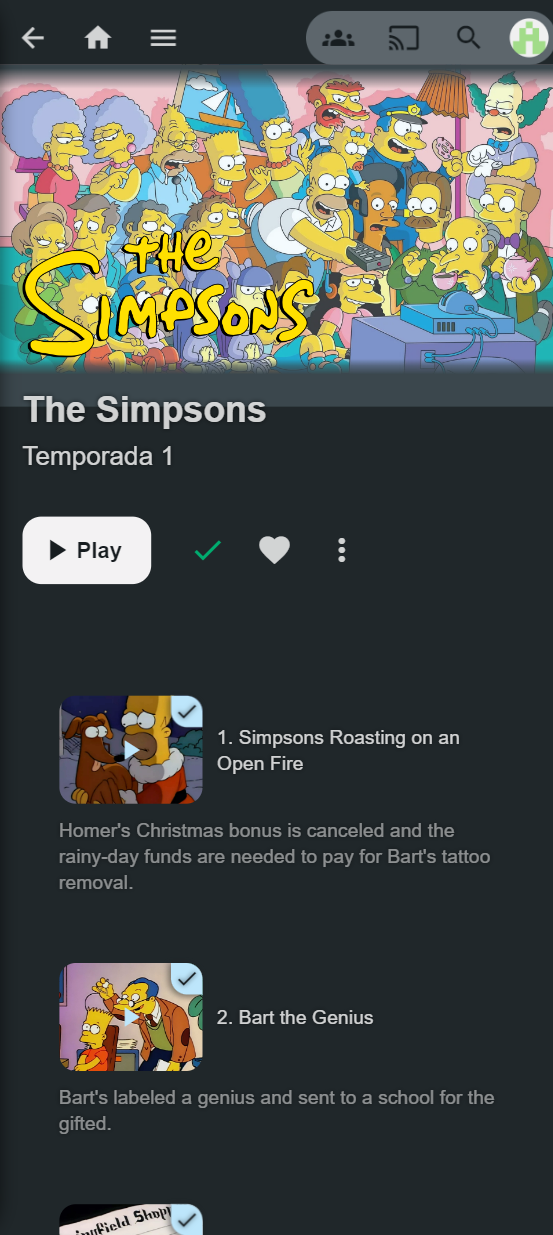 the
Simpsons
The Simpsons
Temporada 1
Play
1. Simpsons Roasting on an
Open Fire
Homer's Christmas bonus is canceled and the
rainy-day funds are needed to pay for Bart's tattoo
removal.
2. Bart the Genius
Bart's labeled a genius and sent to a school for the
gifted.